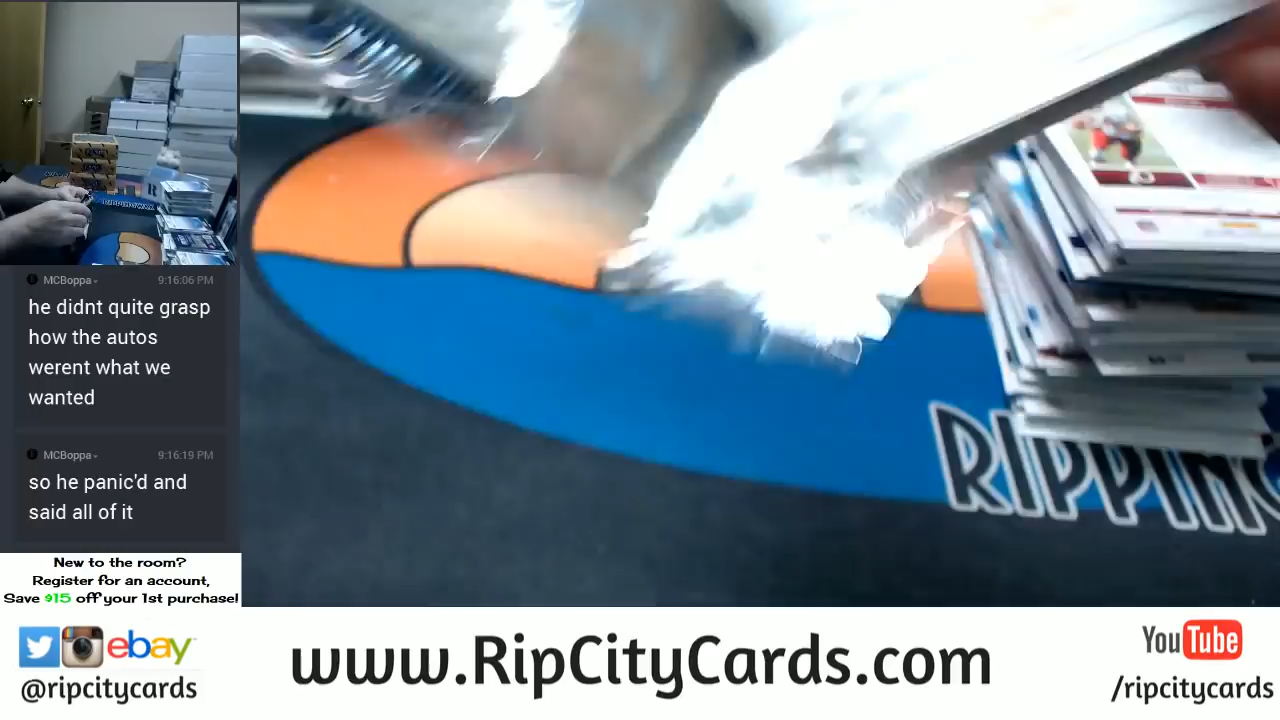 MCBoppa
9:16:06 PM
he didnt quite grasp
how the autos
werent what we
wanted
MCBoppa
9:16:19 PM
so he panic'd and
said all of it
New to the room?
Register for an account,
Save $15 off your 1st purchase!
ebay
@ripcitycards
www.RipCityCards.com
YouTube
/ripcitycards
RIPPING